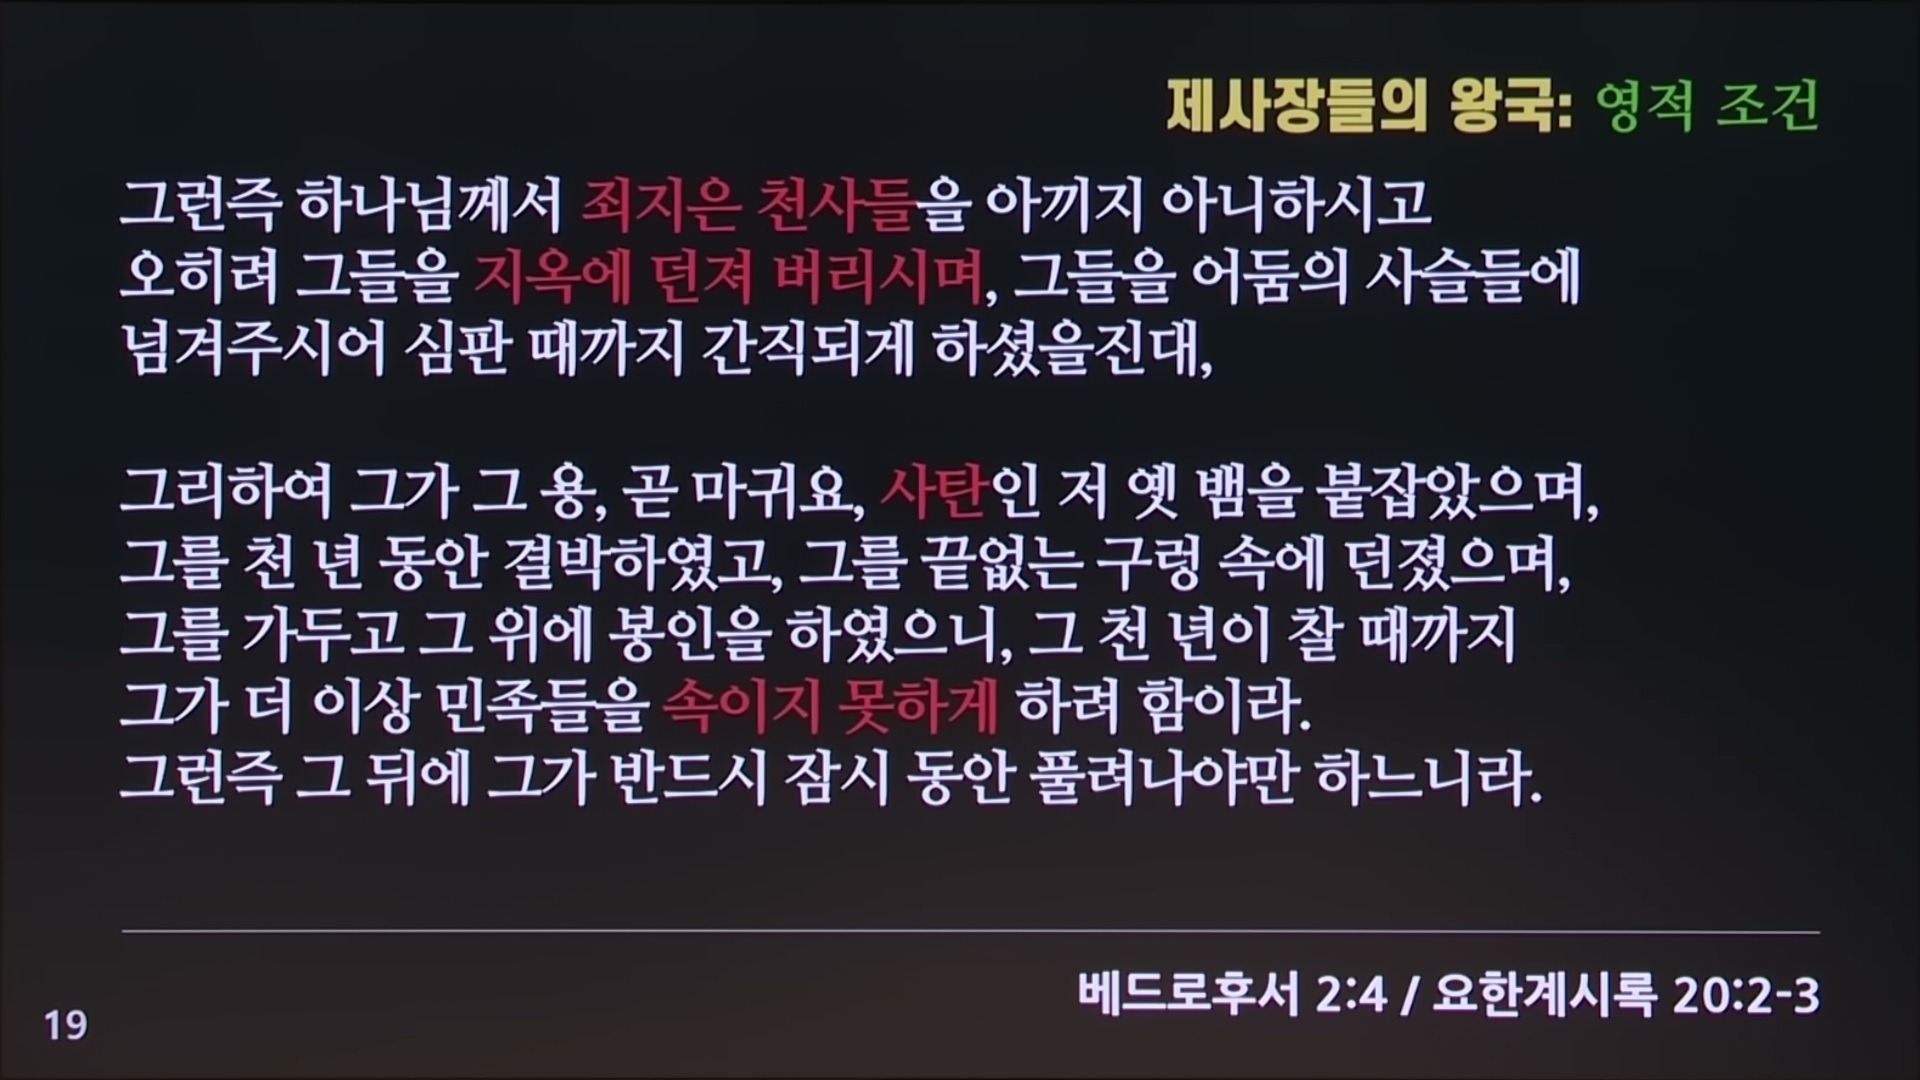 제사장들의 왕국: 영적 조건
그런즉 하나님께서 죄지은 천사들을 아끼지 아니하시고
오히려 그들을 지옥에 던져 버리시며, 그들을 어둠의 사슬들에
넘겨주시어 심판 때까지 간직되게 하셨을진대,
그리하여 그가 그 용, 곧 마귀요, 사탄인 저 옛 뱀을 붙잡았으며,
그를 천 년 동안 결박하였고, 그를 끝없는 구렁 속에 던졌으며,
그를 가두고 그 위에 봉인을 하였으니, 그 천 년이 찰 때까지
그가 더 이상 민족들을 속이지 못하게 하려 함이라.
그런즉 그 뒤에 그가 반드시 잠시 동안 풀려나야만 하느니라.
베드로후서 2:4 / 요한계시록 20:2-3
19